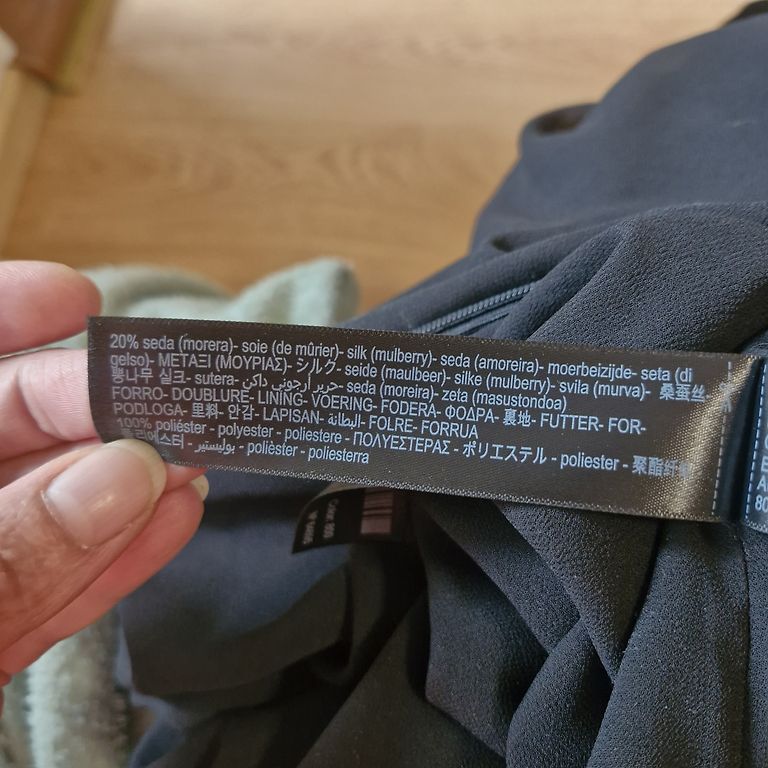 20% seda (morera)- soie (de mûrier)- silk (mulberry)- seda (amoreira)- moerbeizijde- seta (di
gelso)- ΜΕΤΑΞΙ (ΜΟΥΡΙΑΣ)- シルク- seide (maulbeer)- silke (mulberry)- svila (murva)- 桑蚕丝-
뽕나무 실크- sutera- حرير أرجوني داكن- seda (moreira)- zeta (masustondoa)
FORRO- DOUBLURE- LINING- VOERING- FODERA- ΦΟΔΡΑ- 裏地- FUTTER- FOR-
PODLOGA- 里料- 안감- LAPISAN- البطانة- FOLRE- FORRUA
100% poliéster- polyester- poliestere- ΠΟΛΥΕΣΤΕΡΑΣ - ポリエステル - poliester - 聚酯纤维
폴리에스터 - بوليستير- polièster- poliesterra
80